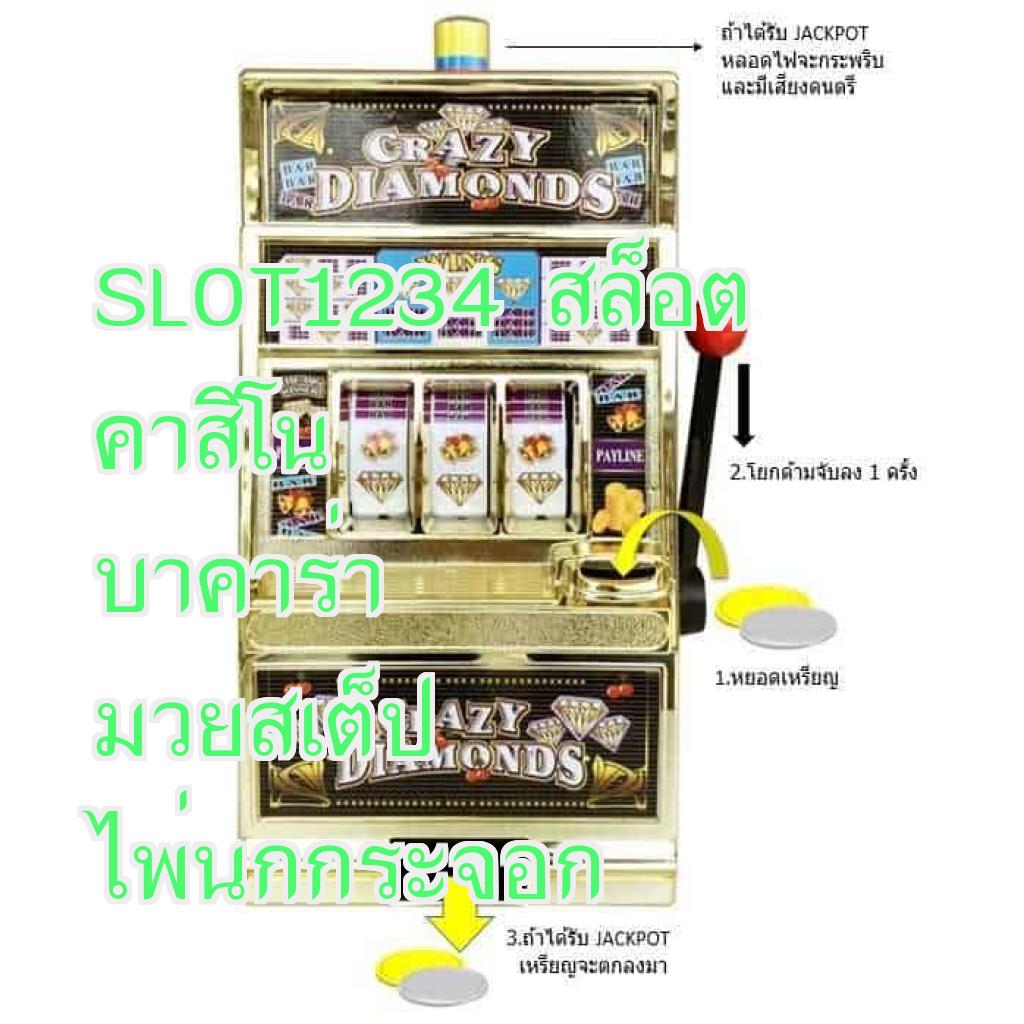 ถ้าได้รับ JACKPOT
หลอดไฟจะกระพริบ
และมีเสียงดนตรี
CRAZY
DIAMONDS
BAR
BAR
WINS
SLOT1234 สล็อต
คาสิโน
บาคาร่า
มวยสเต็ป
ไพ่นกกระจอก
BAR
PAYLINE
2.โยกด้ามจับลง 1 ครั้ง
1.หยอดเหรียญ
CRAZY
DIAMONDS
3.ถ้าได้รับ JACKPOT
เหรียญจะตกลงมา